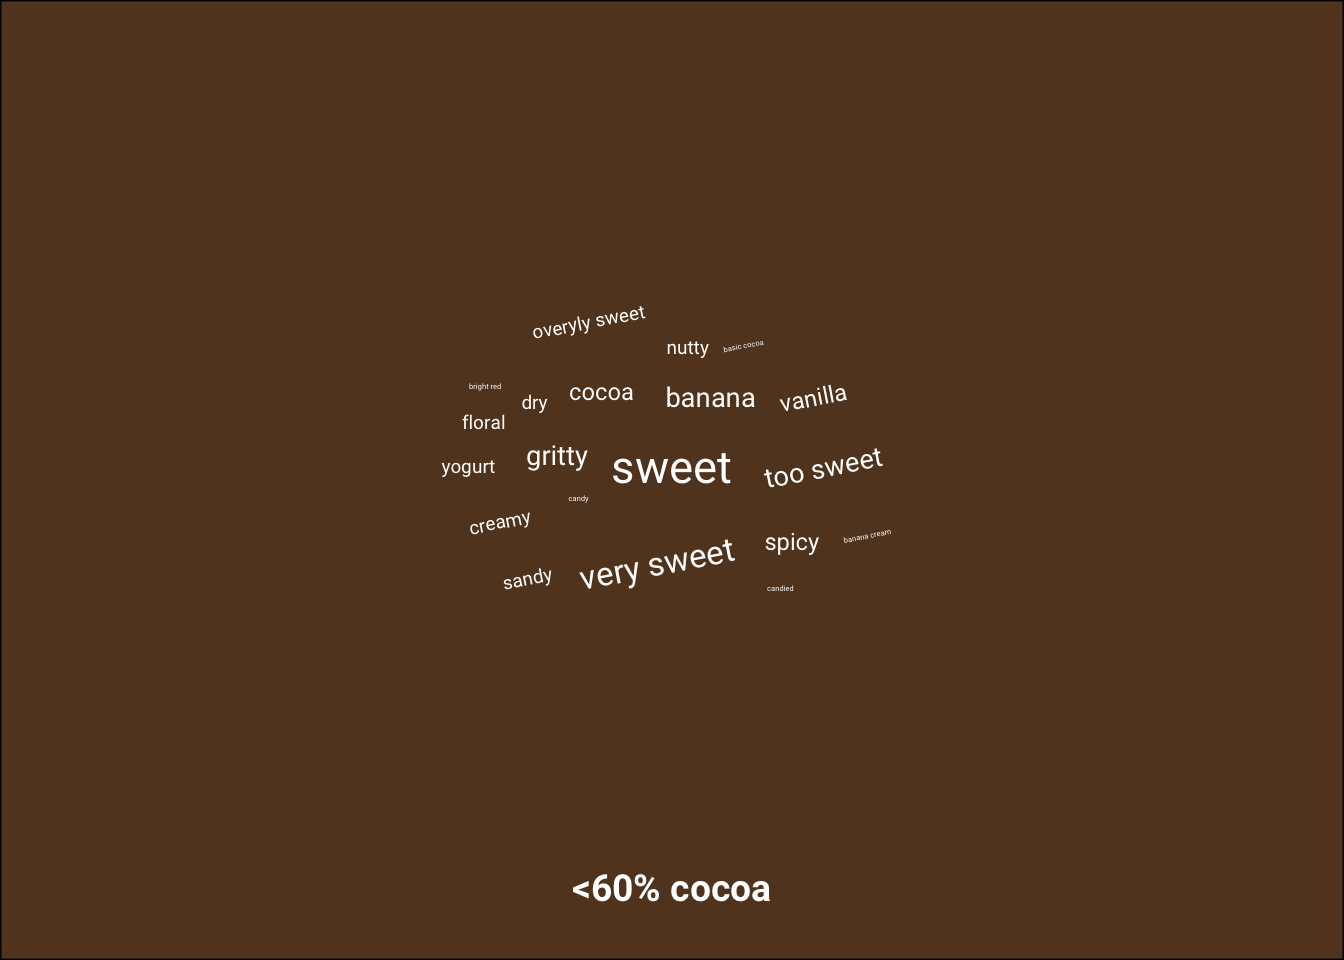 overyly sweet
nutty
basic cocoa
bright red
dry
cocoa
banana
vanilla
floral
yogurt
gritty
sweet
too sweet
candy
creamy
very sweet
spicy
banana cream
sandy
candied
<60% cocoa